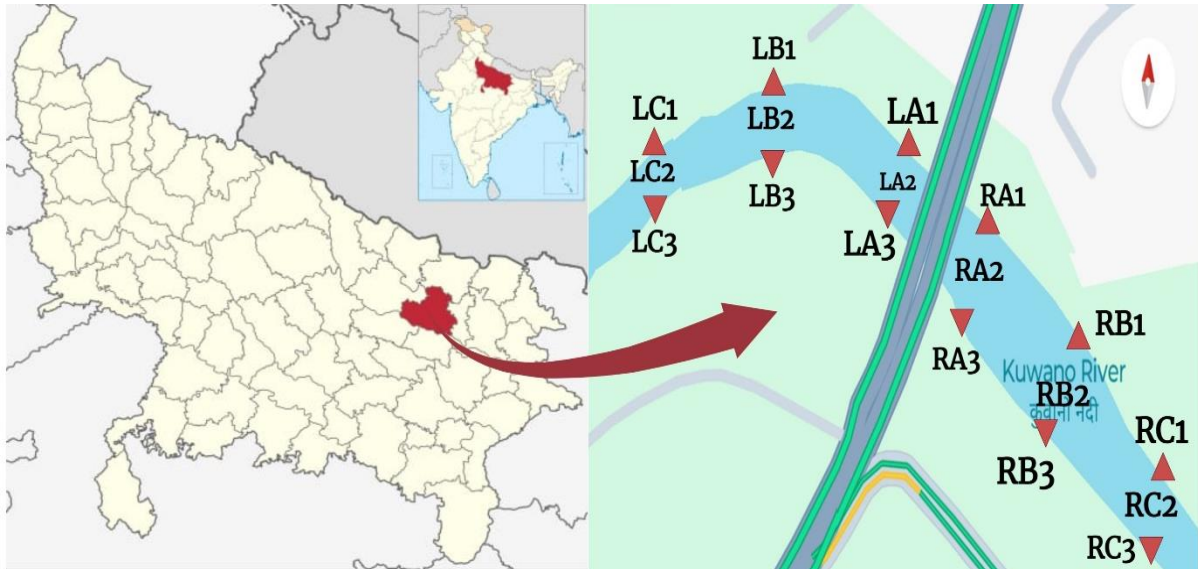 LB1
LC1
LB2
LA1
LC2
LB3
LA2
RA1
LC3
LA3
RA2
RB1
RA3
Kuwano River
RB2
कुवानो नदी
RC1
RB3
RC2
RC3